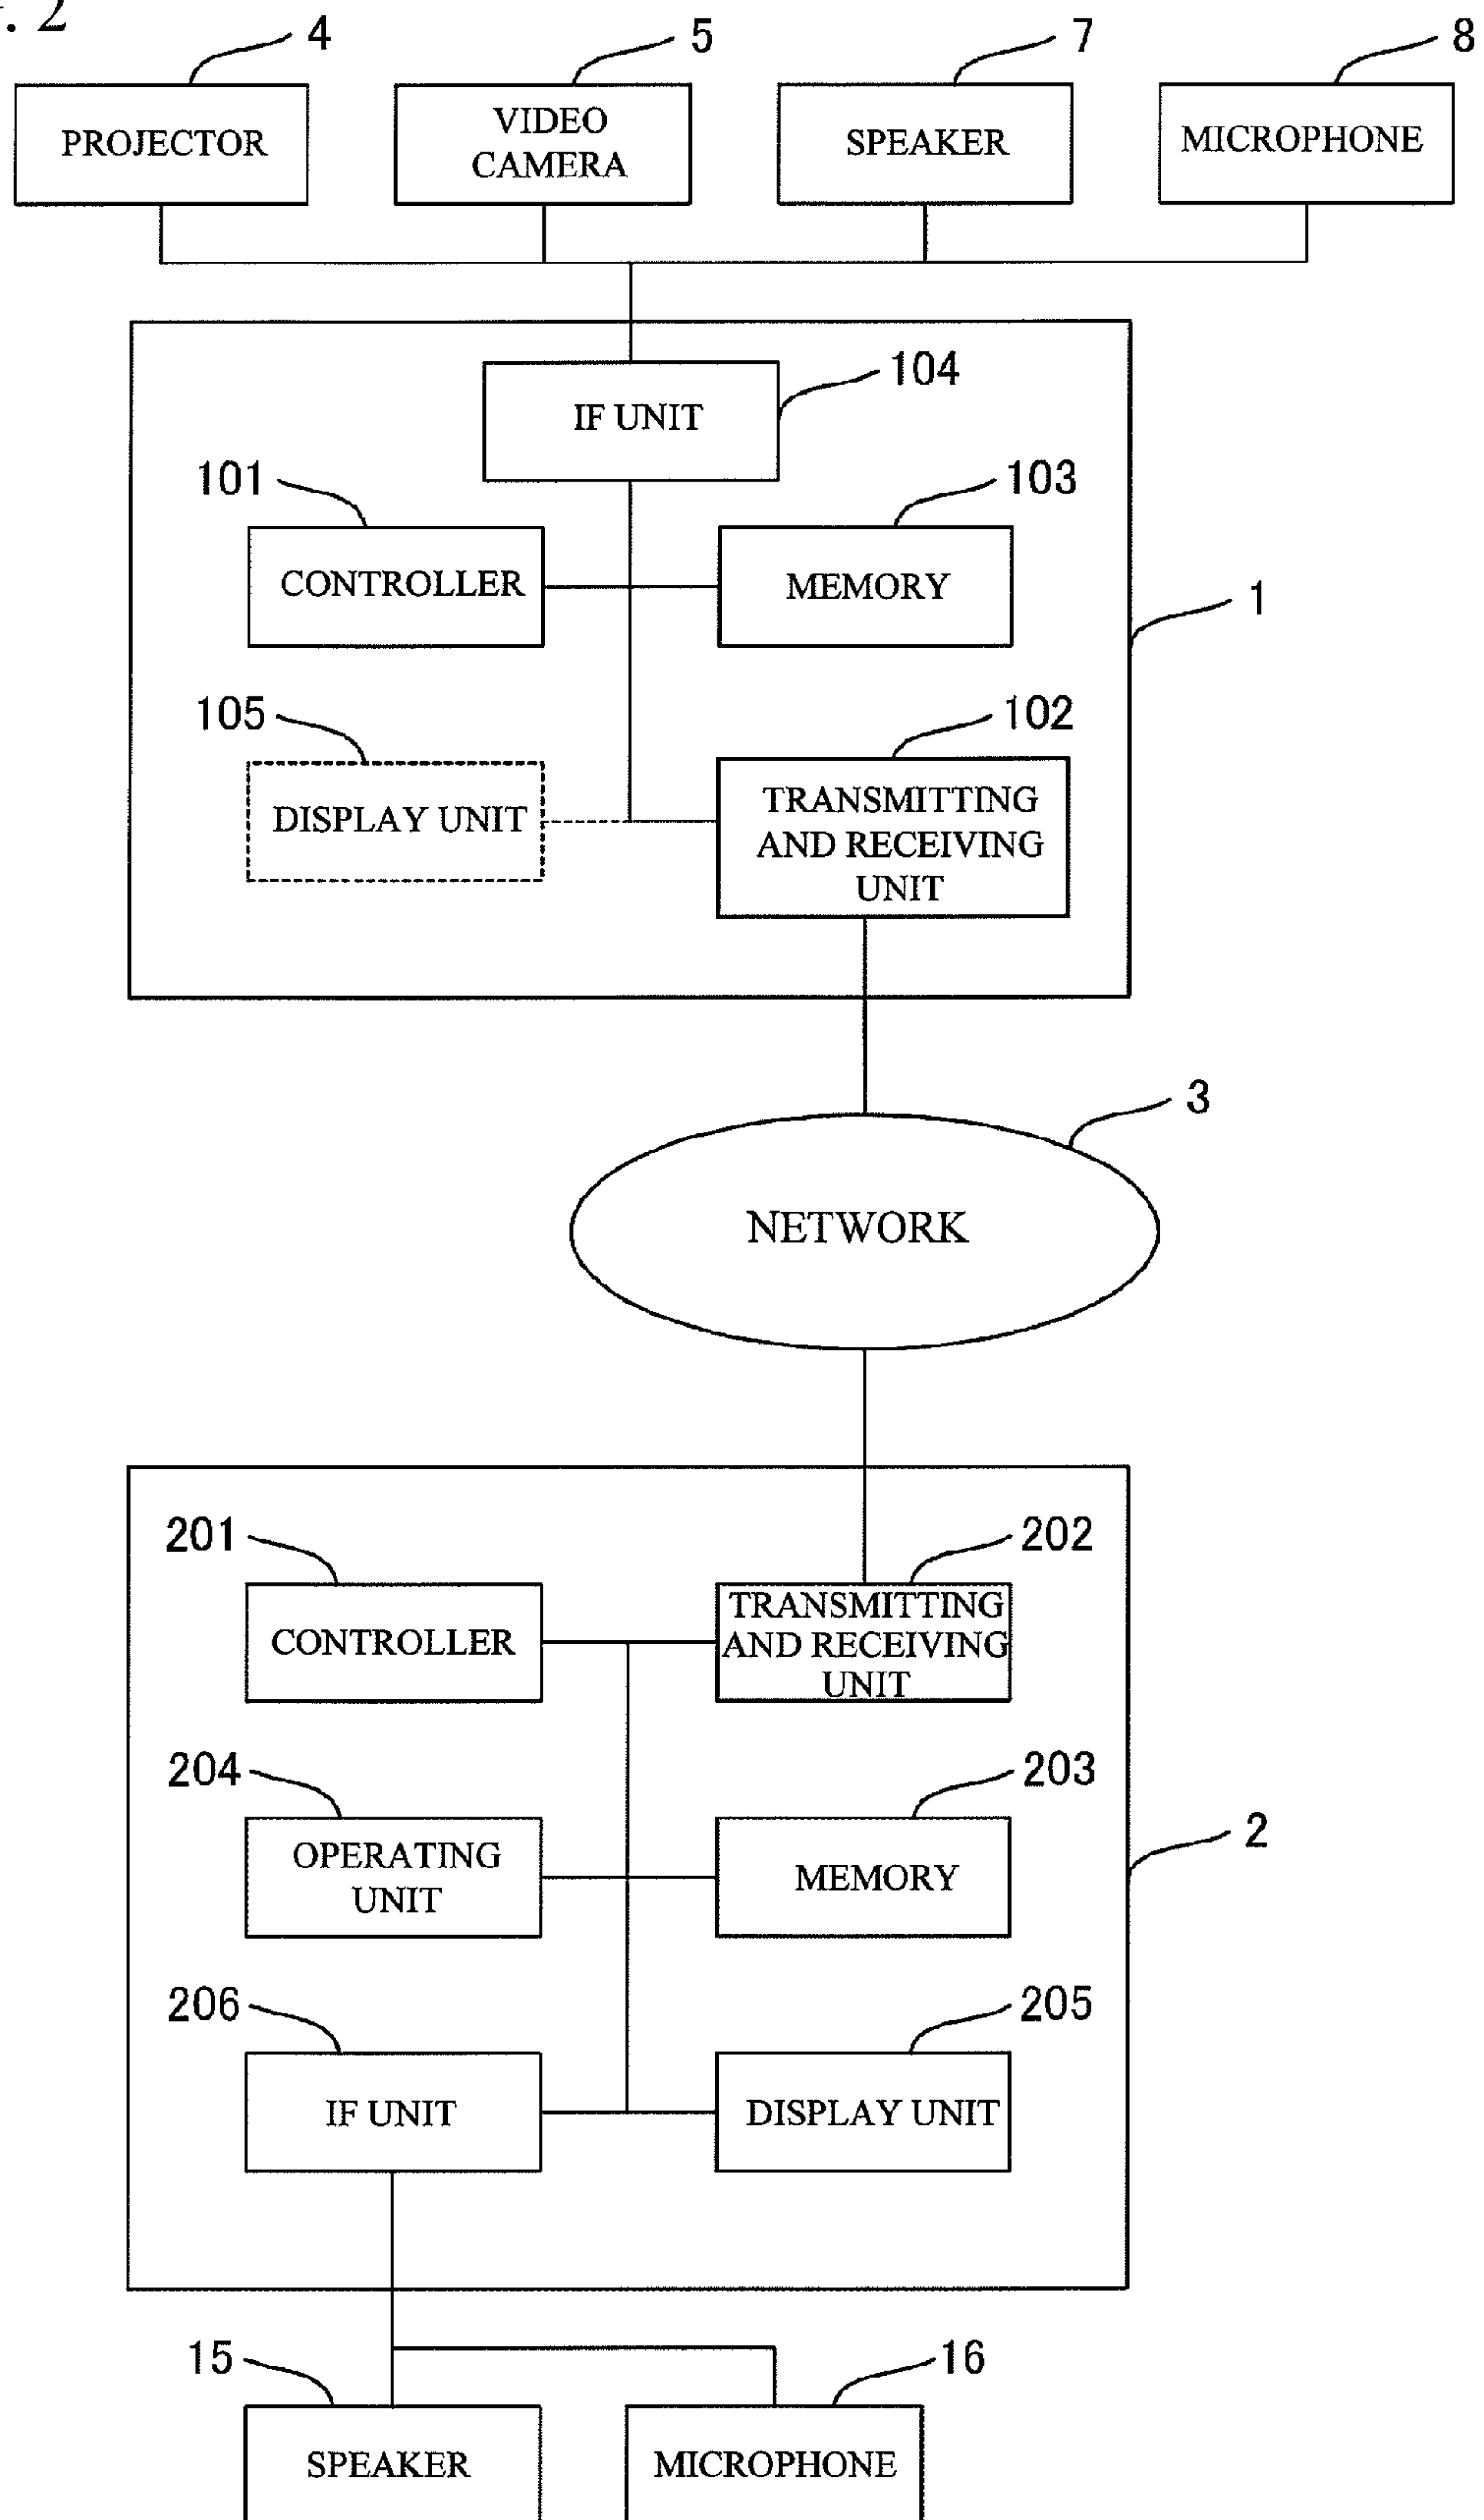 . 2
4
5
7
8
PROJECTOR
VIDEO
CAMERA
SPEAKER
MICROPHONE
104
IF UNIT
101
103
CONTROLLER
MEMORY
1
105
102
DISPLAY UNIT
TRANSMITTING
AND RECEIVING
UNIT
3
NETWORK
201
202
CONTROLLER
TRANSMITTING
AND RECEIVING
UNIT
204
203
OPERATING
UNIT
MEMORY
2
206
205
IF UNIT
DISPLAY UNIT
15
16
SPEAKER
MICROPHONE